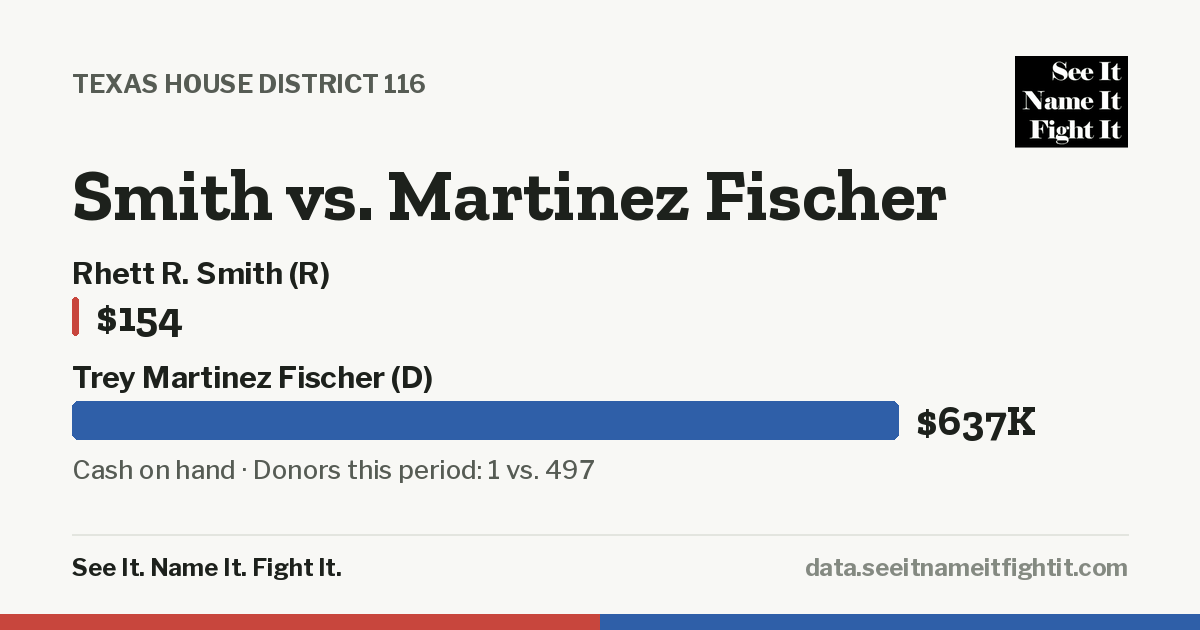 TEXAS HOUSE DISTRICT 116
See It
Name It
Fight It
Smith vs. Martinez Fischer
Rhett R. Smith (R)
$154
Trey Martinez Fischer (D)
$637K
Cash on hand · Donors this period: 1 vs. 497
See It. Name It. Fight It.
data.seeitnameitfightit.com